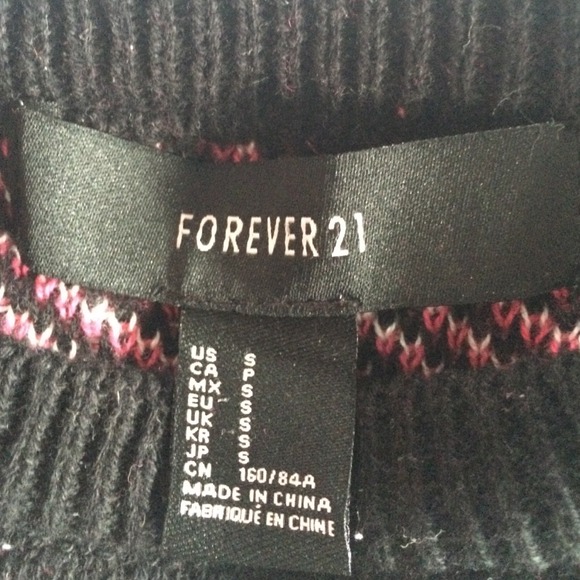 FOREVER 21
US S
CA P
MX S
EU S
UK S
KR S
JP S
CN 160/84A
MADE IN CHINA
FABRIQUÉ EN CHINE